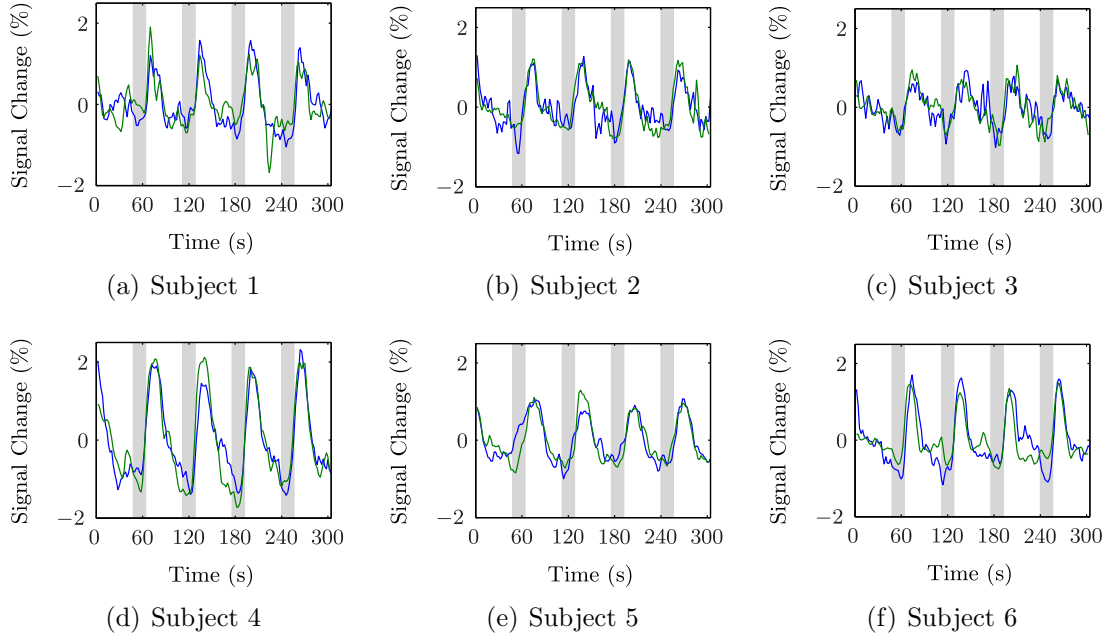 Signal Change (%)
2
0
−2
0 60 120 180 240 300
Time (s)
(a) Subject 1
Signal Change (%)
2
0
−2
0 60 120 180 240 300
Time (s)
(b) Subject 2
Signal Change (%)
2
0
−2
0 60 120 180 240 300
Time (s)
(c) Subject 3
Signal Change (%)
2
0
−2
0 60 120 180 240 300
Time (s)
(d) Subject 4
Signal Change (%)
2
0
−2
0 60 120 180 240 300
Time (s)
(e) Subject 5
Signal Change (%)
2
0
−2
0 60 120 180 240 300
Time (s)
(f) Subject 6